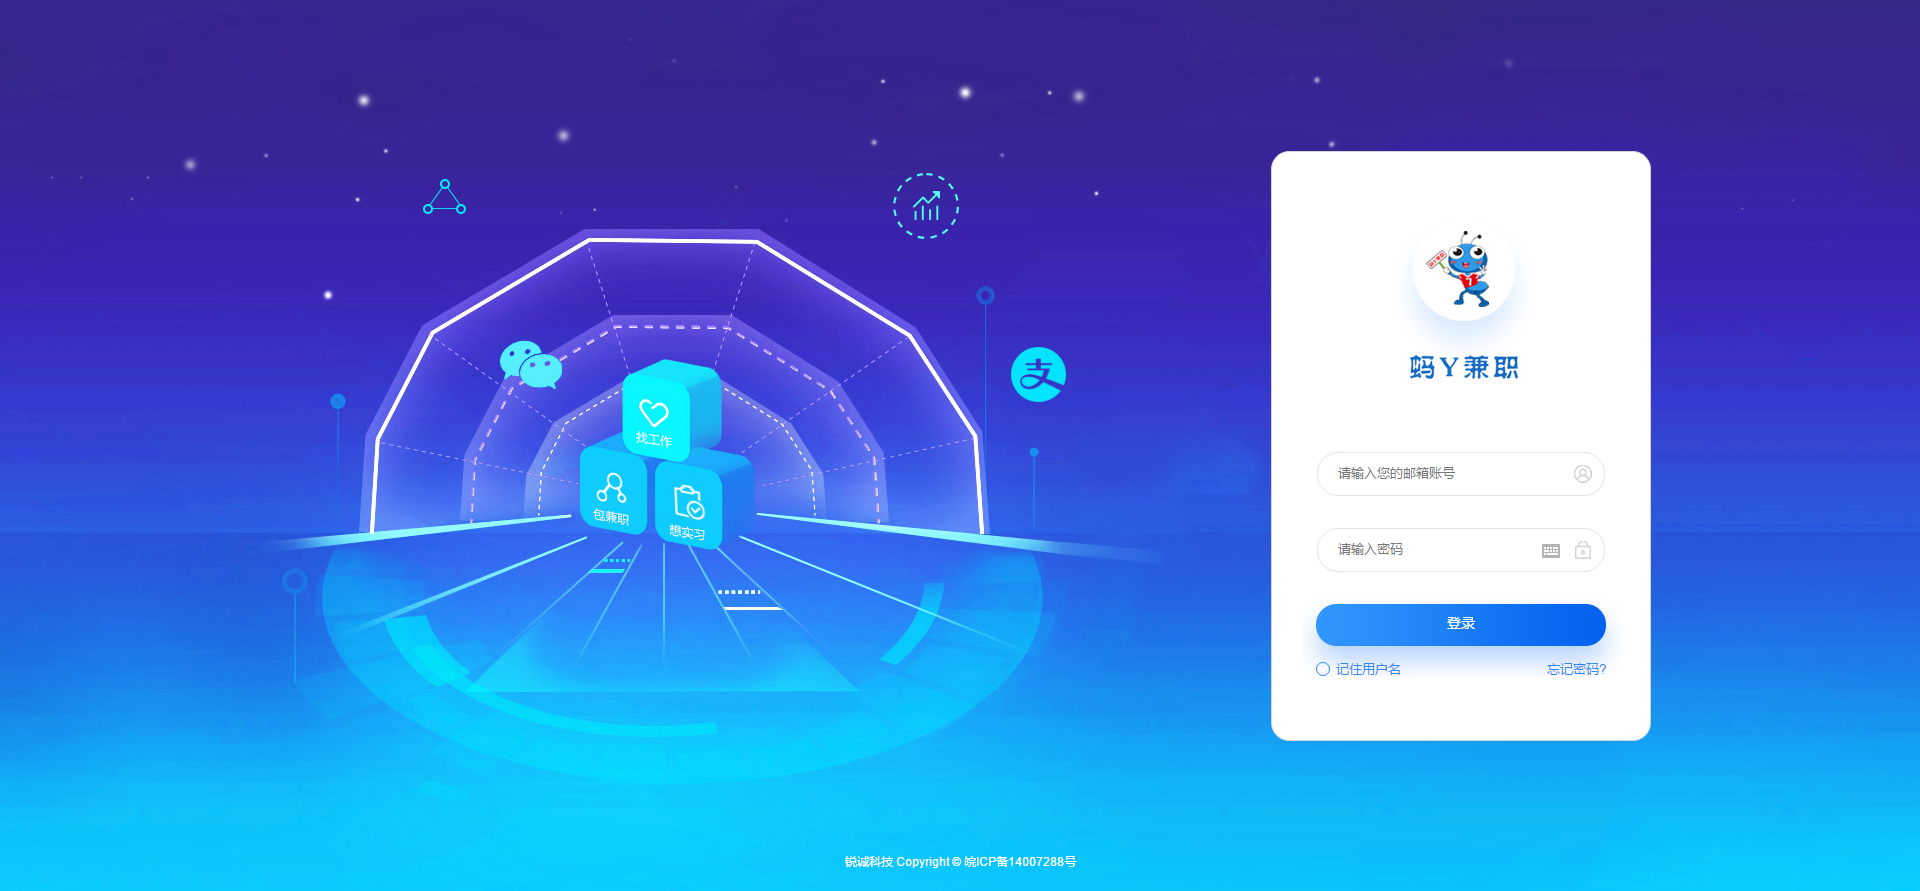 找工作
包兼职
想实习
蚂Y兼职
请输入您的邮箱账号
请输入密码
登录
记住用户名
忘记密码?
锐诚科技 Copyright © 皖ICP备14007288号